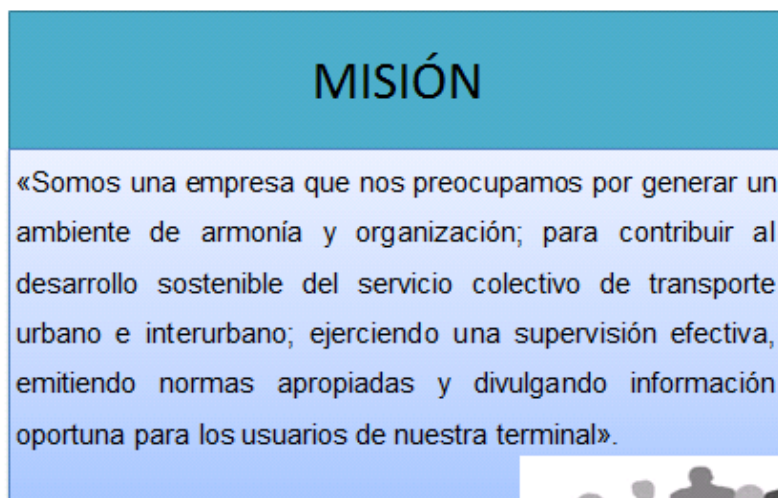 MISIÓN
«Somos una empresa que nos preocupamos por generar un
ambiente de armonía y organización; para contribuir al
desarrollo sostenible del servicio colectivo de transporte
urbano e interurbano; ejerciendo una supervisión efectiva,
emitiendo normas apropiadas y divulgando información
oportuna para los usuarios de nuestra terminal».